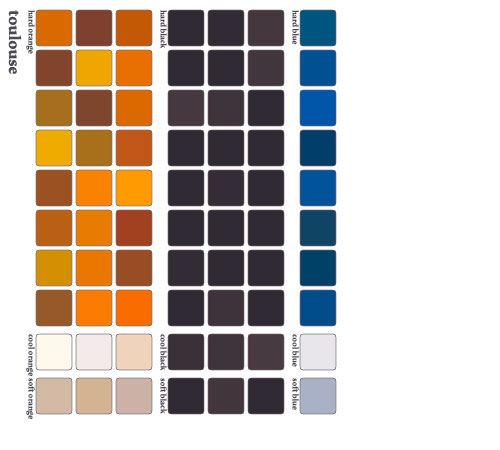 toulouse
hard orange
cool orange
soft orange
hard black
cool black
soft black
hard blue
cool blue
soft blue